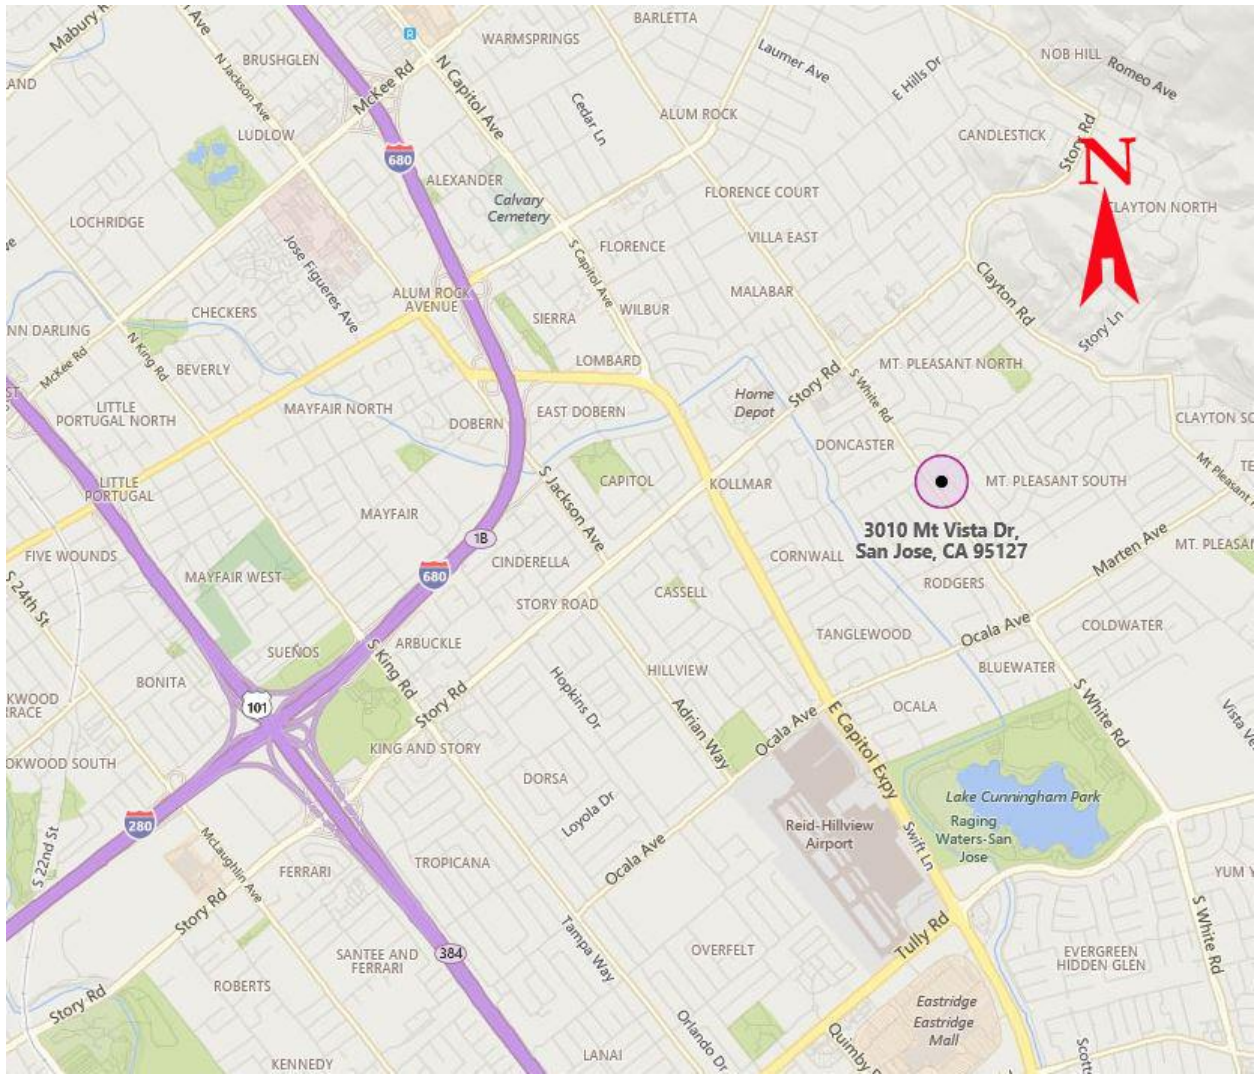 BARLETTA
Mabury R
n Ave
WARMSPRINGS
BRUSHGLEN
N Jackson Ave
McKee Rd
N Capitol Ave
Laumer Ave
E Hills Dr
NOB HILL
Romeo Ave
AND
Cedar Ln
ALUM ROCK
LUDLOW
CANDLESTICK
Story Rd
N
680
ALEXANDER
Calvary
Cemetery
FLORENCE COURT
CLAYTON NORTH
LOCHRIDGE
Jose Figueres Ave
S Capitol Ave
FLORENCE
VILLA EAST
Clayton Rd
ALUM ROCK
AVENUE
MALABAR
CHECKERS
SIERRA
WILBUR
Story Ln
NN DARLING
N King Rd
McKee Rd
BEVERLY
LOMBARD
Story Rd
S White Rd
MT. PLEASANT NORTH
Home
Depot
LITTLE
PORTUGAL NORTH
MAYFAIR NORTH
DOBERN
EAST DOBERN
CLAYTON SO
DONCASTER
Mt Pleasant
LITTLE
PORTUGAL
S Jackson Ave
CAPITOL
KOLLMAR
MT. PLEASANT SOUTH
TE
MAYFAIR
1B
3010 Mt Vista Dr,
San Jose, CA 95127
Marten Ave
MT. PLEASAN
FIVE WOUNDS
MAYFAIR WEST
680
CINDERELLA
CORNWALL
RODGERS
S 24th St
STORY ROAD
CASSELL
SUEÑOS
ARBUCKLE
TANGLEWOOD
Ocala Ave
COLDWATER
S King Rd
BONITA
HILLVIEW
BLUEWATER
KWOOD
RRACE
101
Story Rd
Hopkins Dr
Adrian Way
Ocala Ave
E Capitol Expy
OCALA
S White Rd
Vista Ve
KING AND STORY
OKWOOD SOUTH
DORSA
Lake Cunningham Park
280
Loyola Dr
Reid-Hillview
Airport
Raging
Waters-San
Jose
S 22nd St
McLaughlin Ave
Ocala Ave
Swift Ln
FERRARI
TROPICANA
YUM Y
Story Rd
Tampa Way
Tully Rd
S White Rd
SANTEE AND
FERRARI
384
OVERFELT
EVERGREEN
HIDDEN GLEN
ROBERTS
Story Rd
Eastridge
Eastridge
Mall
Orlando Dr
Quimby R
Scotts
KENNEDY
LANAI